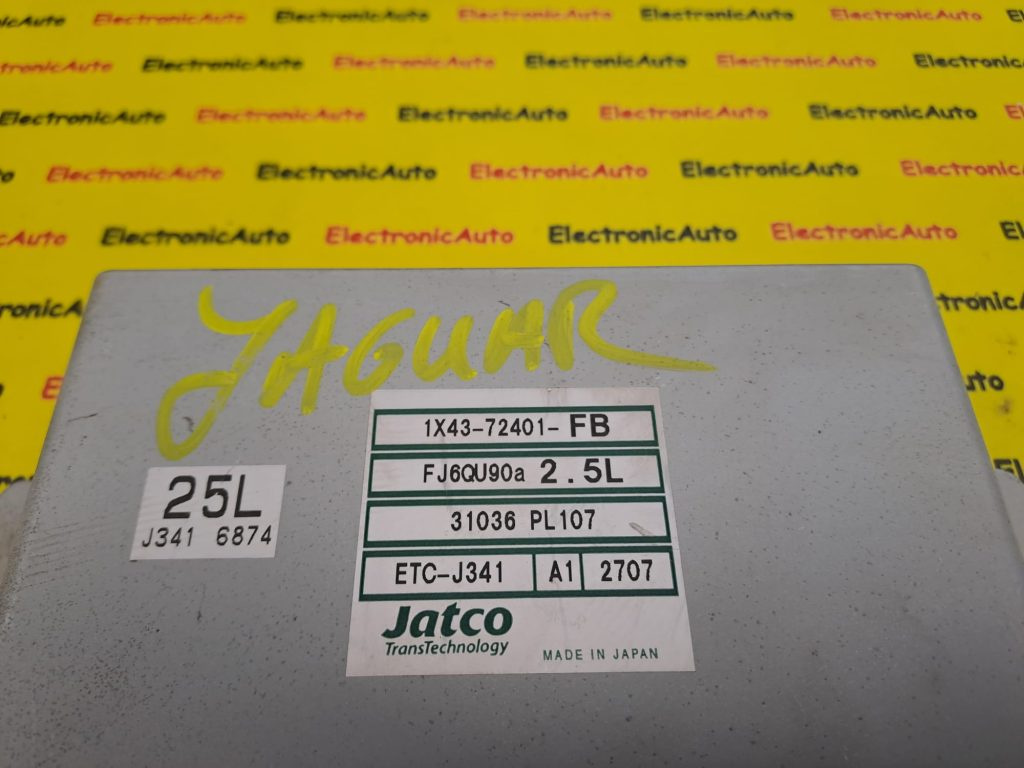 ElectronicAuto ElectronicAuto ElectronicAuto ElectronicAuto ElectronicAuto
ElectronicAuto ElectronicAuto ElectronicAuto ElectronicAuto
ElectronicAuto ElectronicAuto ElectronicAuto ElectronicAuto ElectronicAuto
ElectronicAuto ElectronicAuto ElectronicAuto ElectronicAuto
ElectronicAuto ElectronicAuto ElectronicAuto
JAGUAR
1X43-72401-FB
FJ6QU90a 2.5L
25L
J341 6874
31036 PL107
ETC-J341 A1 2707
Jatco
TransTechnology
MADE IN JAPAN